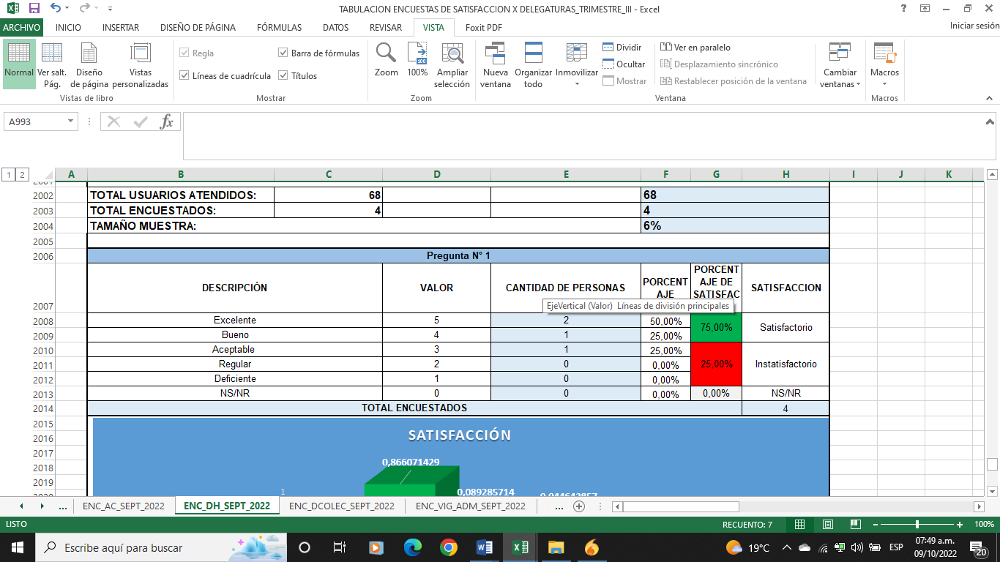 TABULACION ENCUESTAS DE SATISFACCION X DELEGATURAS_TRIMESTRE_III - Excel
ARCHIVO INICIO INSERTAR DISEÑO DE PÁGINA FÓRMULAS DATOS REVISAR VISTA Foxit PDF Iniciar sesión
Normal Ver salt. Pág. Diseño de página Vistas personalizadas
Vistas de libro
Regla Barra de fórmulas
Líneas de cuadrícula Títulos
Mostrar
Zoom 100% Ampliar selección
Zoom
Nueva ventana Organizar todo Inmovilizar
Dividir
Ocultar
Mostrar
Ver en paralelo
Desplazamiento sincrónico
Restablecer posición de la ventana
Cambiar ventanas
Ventana
Macros
Macros
A993 fx
1 2 A B C D E F G H I J K
2002 TOTAL USUARIOS ATENDIDOS: 68 68
2003 TOTAL ENCUESTADOS: 4 4
2004 TAMAÑO MUESTRA: 6%
2005
2006 Pregunta N° 1
2007 DESCRIPCIÓN VALOR CANTIDAD DE PERSONAS PORCENT AJE PORCENT AJE DE SATISFAC SATISFACCION
EjeVertical (Valor) Líneas de división principales
2008 Excelente 5 2 50,00% 75,00% Satisfactorio
2009 Bueno 4 1 25,00%
2010 Aceptable 3 1 25,00%
2011 Regular 2 0 0,00% 25,00% Instatisfactorio
2012 Deficiente 1 0 0,00%
2013 NS/NR 0 0 0,00% 0,00% NS/NR
2014 TOTAL ENCUESTADOS 4
2015
2016 SATISFACCIÓN
2017
2018 0,866071429
2019 1 0,089285714
... ENC_AC_SEPT_2022 ENC_DH_SEPT_2022 ENC_DCOLEC_SEPT_2022 ENC_VIG_ADM_SEPT_2022 ...
LISTO RECUENTO: 7 100%
Escribe aquí para buscar 19°C ESP 07:49 a.m.
09/10/2022 20